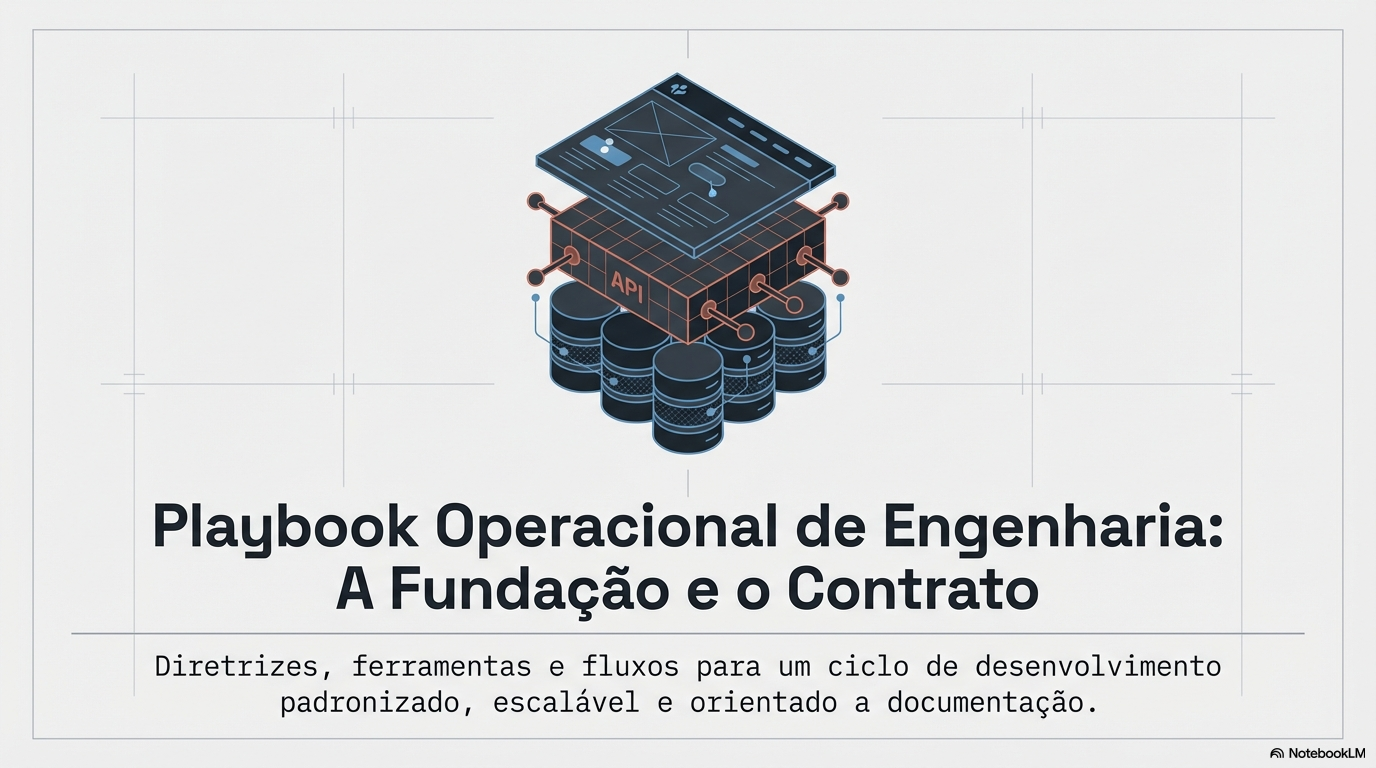 API
Playbook Operacional de Engenharia:
A Fundação e o Contrato
Diretrizes, ferramentas e fluxos para um ciclo de desenvolvimento
padronizado, escalável e orientado a documentação.
NotebookLM